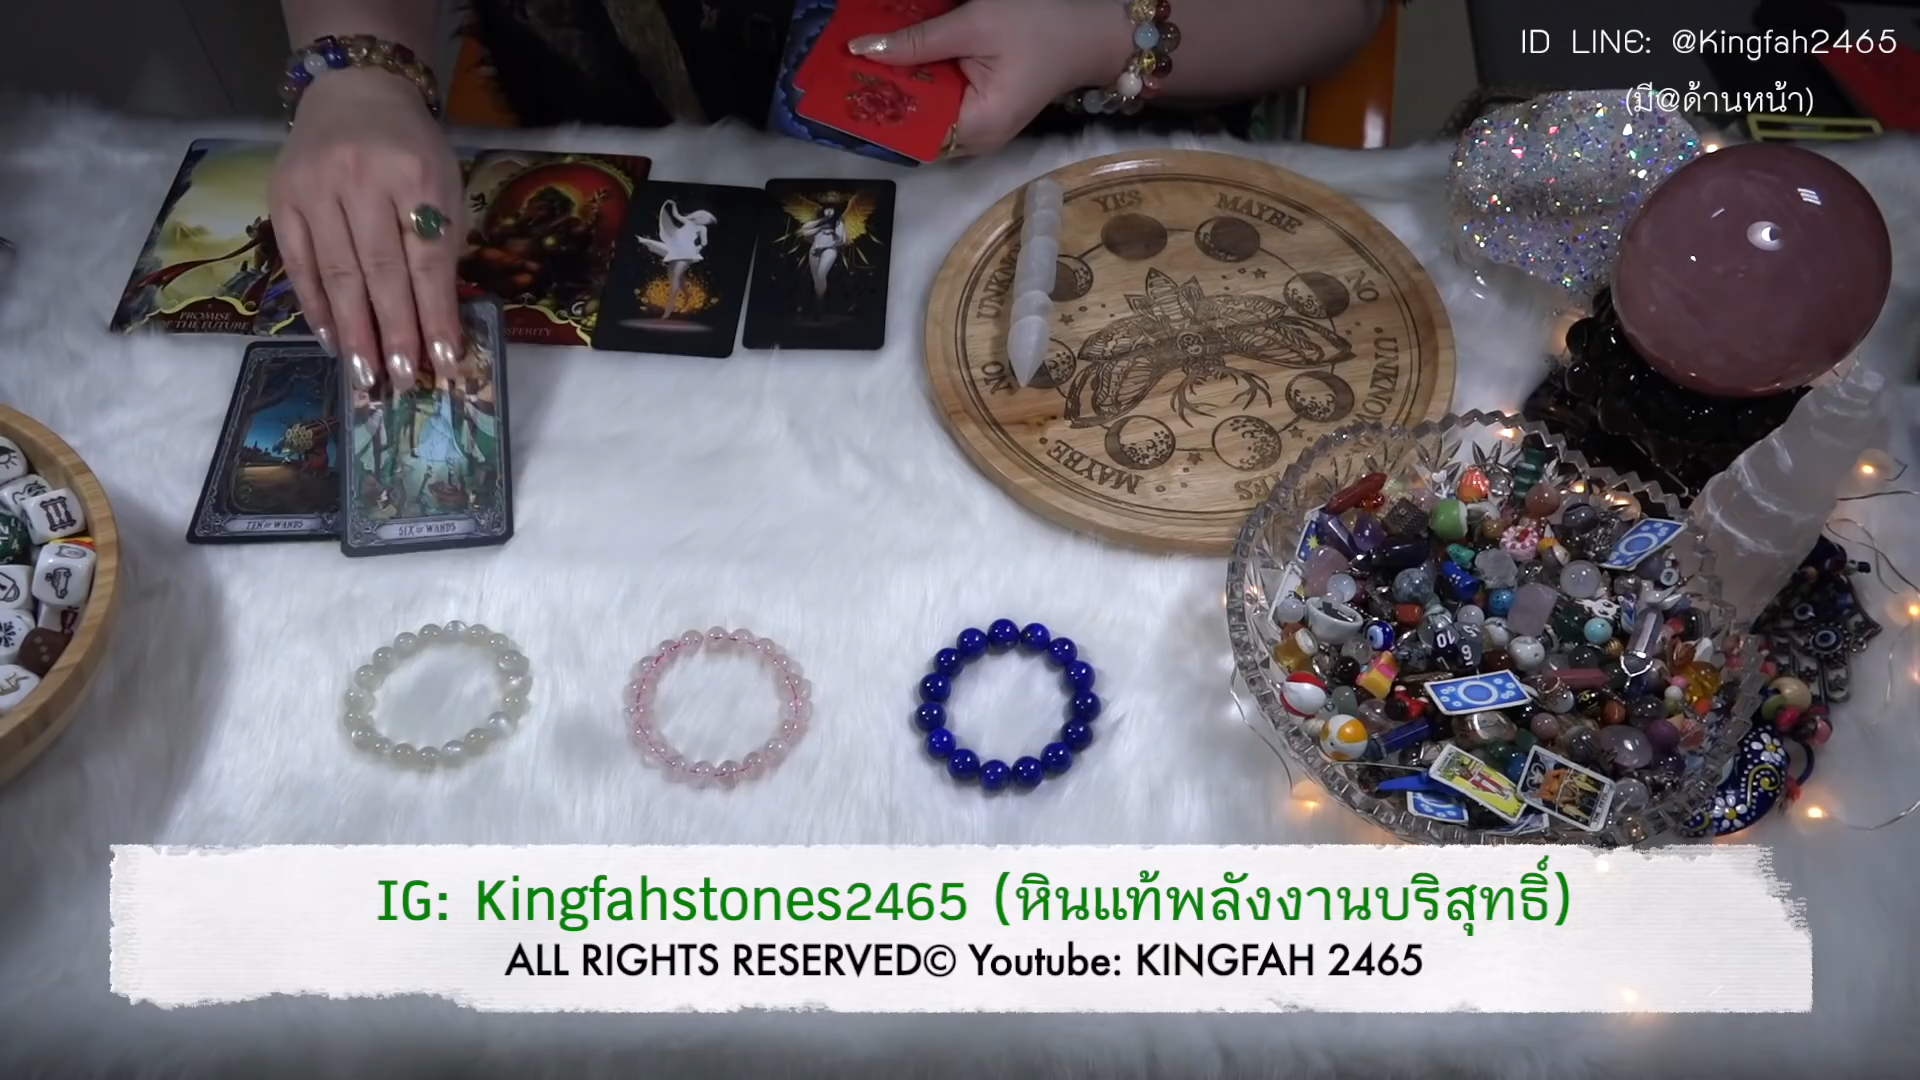 ID LINE: @Kingfah2465
(มี@ด้านหน้า)
PROMISE
OF THE FUTURE
TEN OF WANDS
SIX OF WANDS
YES
MAYBE
NO
NO
MAYBE
IG: Kingfahstones2465 (หินแท้พลังงานบริสุทธิ์)
ALL RIGHTS RESERVED© Youtube: KINGFAH 2465